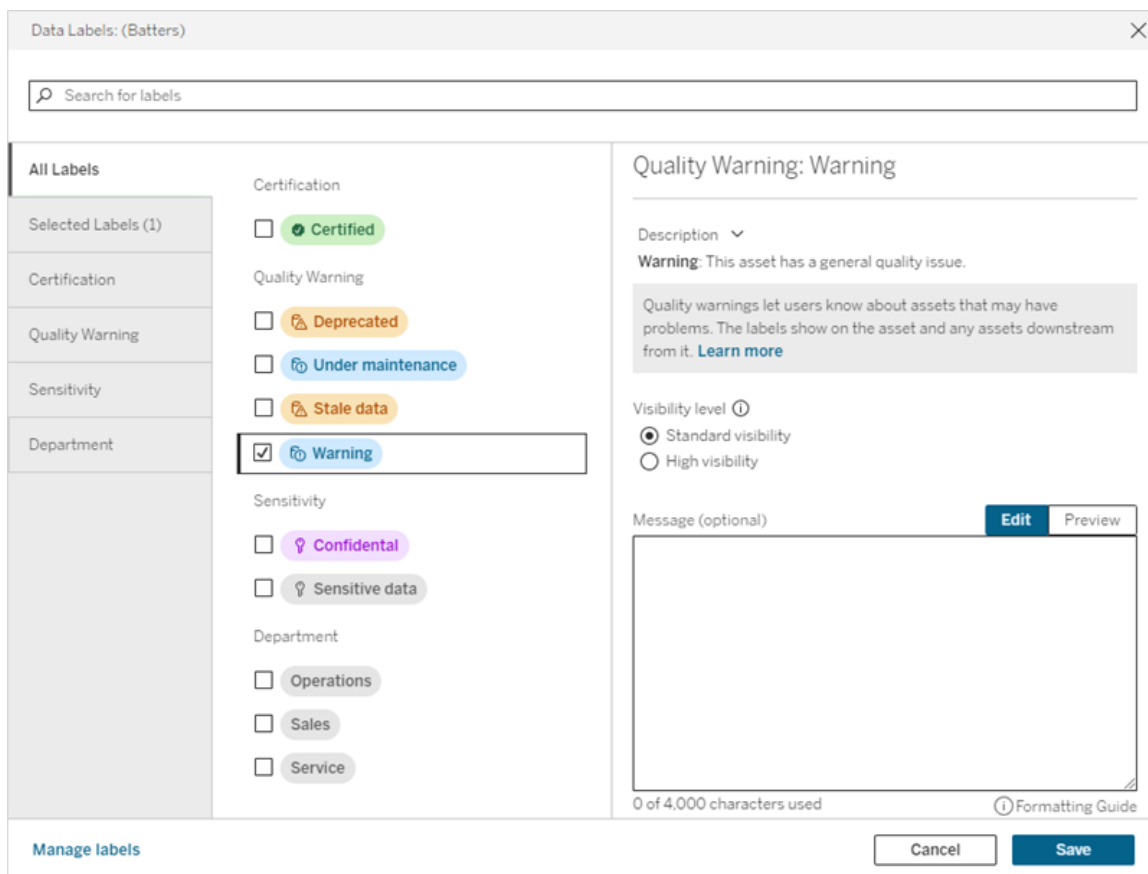 Data Labels: (Batters)
Search for labels
All Labels
Selected Labels (1)
Certification
Quality Warning
Sensitivity
Department
Certification
Certified
Quality Warning
Deprecated
Under maintenance
Stale data
Warning
Sensitivity
Confidental
Sensitive data
Department
Operations
Sales
Service
Quality Warning: Warning
Description
Warning: This asset has a general quality issue.
Quality warnings let users know about assets that may have
problems. The labels show on the asset and any assets downstream
from it. Learn more
Visibility level
Standard visibility
High visibility
Message (optional)
Edit Preview
0 of 4,000 characters used
Formatting Guide
Manage labels
Cancel
Save